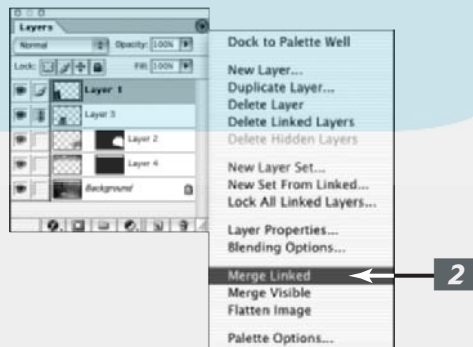 Layers
Normal
Opacity: 100%
Lock:
Fill: 100%
Layer 1
Layer 3
Layer 2
Layer 4
Background
Dock to Palette Well
New Layer...
Duplicate Layer...
Delete Layer
Delete Linked Layers
Delete Hidden Layers
New Layer Set...
New Set From Linked...
Lock All Linked Layers...
Layer Properties...
Blending Options...
Merge Linked
Merge Visible
Flatten Image
Palette Options...
2